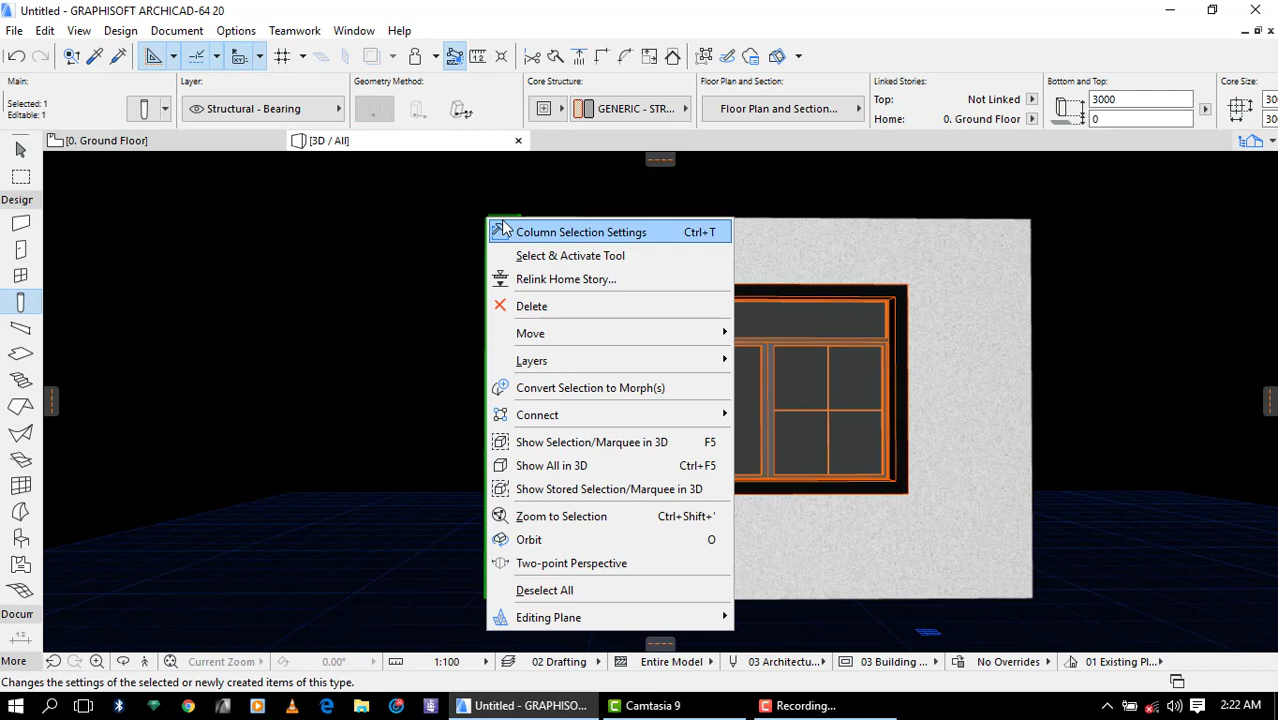 Untitled - GRAPHISOFT ARCHICAD-64 20
File Edit View Design Document Options Teamwork Window Help
Main: Layer: Geometry Method: Core Structure: Floor Plan and Section: Linked Stories: Bottom and Top: Core Size:
Selected: 1
Editable: 1
Structural - Bearing
GENERIC - STR...
Floor Plan and Section...
Top: Not Linked
Home: 0. Ground Floor
3000
0
30
30
[0. Ground Floor]
[3D / All]
Design
Column Selection Settings Ctrl+T
Select & Activate Tool
Relink Home Story...
Delete
Move
Layers
Convert Selection to Morph(s)
Connect
Show Selection/Marquee in 3D F5
Show All in 3D Ctrl+F5
Show Stored Selection/Marquee in 3D
Zoom to Selection Ctrl+Shift+'
Orbit O
Two-point Perspective
Deselect All
Editing Plane
Docum
1.2
More
Current Zoom 0.00° 1:100 02 Drafting Entire Model 03 Architectu... 03 Building ... No Overrides 01 Existing Pl...
Changes the settings of the selected or newly created items of this type.
Untitled - GRAPHISO... Camtasia 9 Recording... 2:22 AM